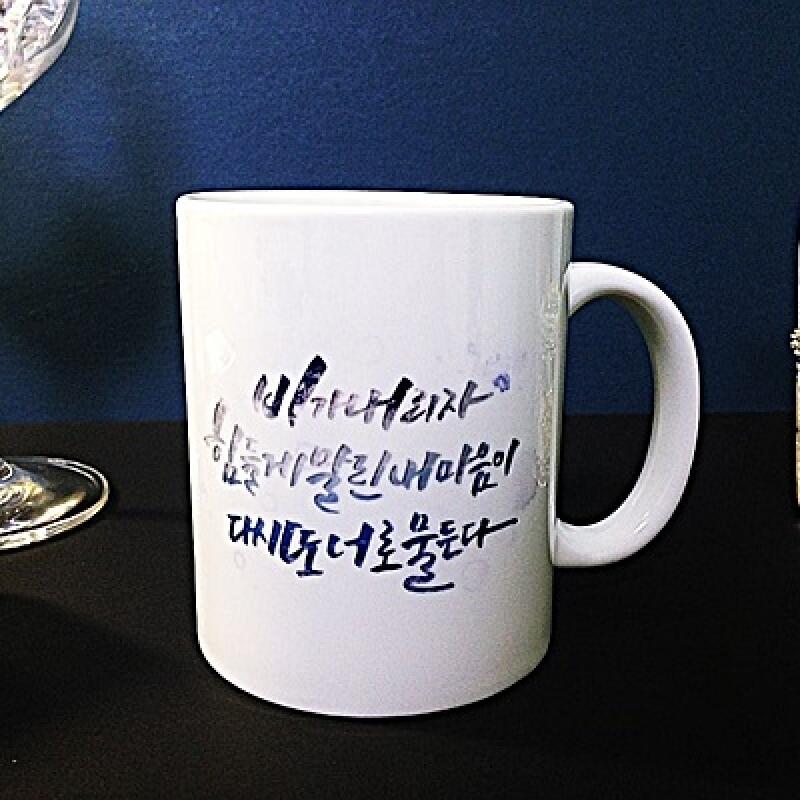 비가 내리자
힘들게 말린 내 마음이
다시 또 너로 물든다